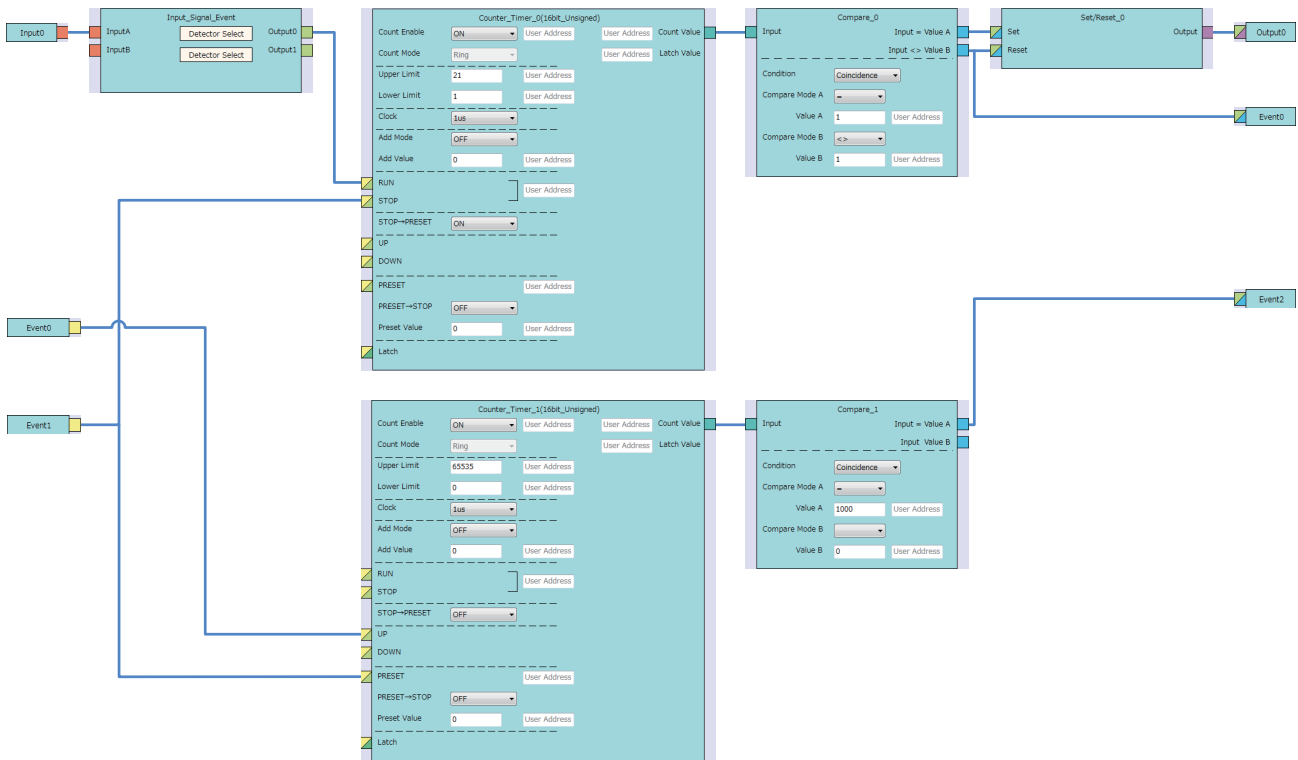 Input0
Input_Signal_Event
InputA
Detector Select
Output0
InputB
Detector Select
Output1
Counter_Timer_0(16bit_Unsigned)
Count Enable
ON
User Address
User Address
Count Value
Count Mode
Ring
User Address
Latch Value
Upper Limit
21
User Address
Lower Limit
1
User Address
Clock
1us
Add Mode
OFF
Add Value
0
User Address
RUN
User Address
STOP
STOP→PRESET
ON
UP
DOWN
PRESET
User Address
PRESET→STOP
OFF
Preset Value
0
User Address
Latch
Compare_0
Input
Input = Value A
Input <> Value B
Condition
Coincidence
Compare Mode A
=
Value A
1
User Address
Compare Mode B
<>
Value B
1
User Address
Set/Reset_0
Set
Output
Reset
Output0
Event0
Event2
Event0
Event1
Counter_Timer_1(16bit_Unsigned)
Count Enable
ON
User Address
User Address
Count Value
Count Mode
Ring
User Address
Latch Value
Upper Limit
65535
User Address
Lower Limit
0
User Address
Clock
1us
Add Mode
OFF
Add Value
0
User Address
RUN
User Address
STOP
STOP→PRESET
OFF
UP
DOWN
PRESET
User Address
PRESET→STOP
OFF
Preset Value
0
User Address
Latch
Compare_1
Input
Input = Value A
Input Value B
Condition
Coincidence
Compare Mode A
=
Value A
1000
User Address
Compare Mode B
Value B
0
User Address